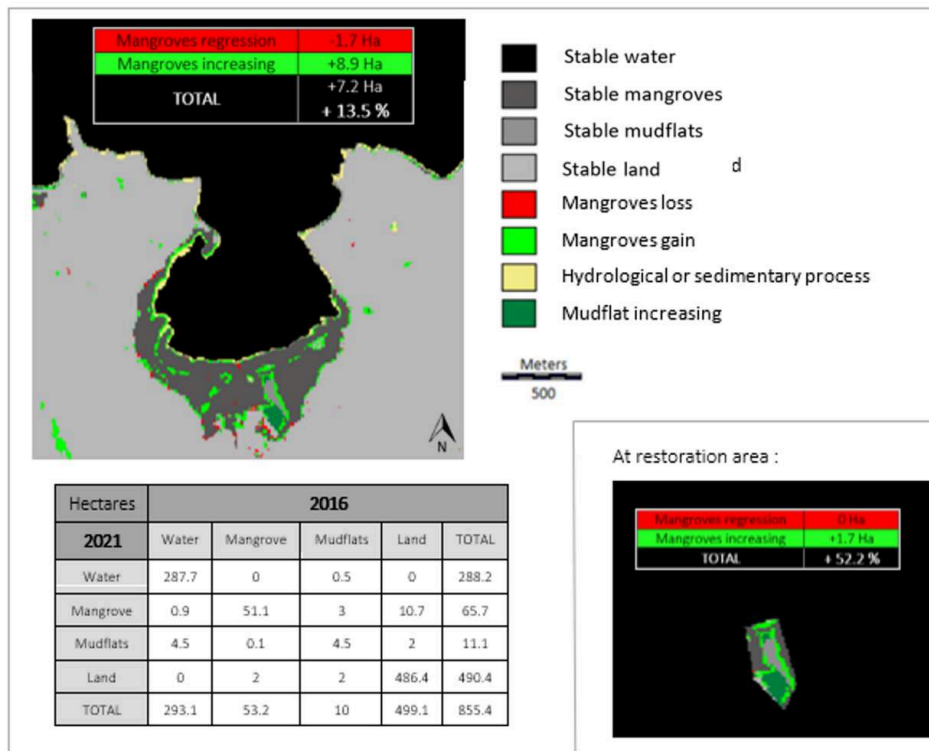 Mangroves regression -1.7 Ha
Mangroves increasing +8.9 Ha
TOTAL +7.2 Ha
+ 13.5 %
N
Stable water
Stable mangroves
Stable mudflats
Stable land d
Mangroves loss
Mangroves gain
Hydrological or sedimentary process
Mudflat increasing
Meters
500
Hectares 2016
2021 Water Mangrove Mudflats Land TOTAL
Water 287.7 0 0.5 0 288.2
Mangrove 0.9 51.1 3 10.7 65.7
Mudflats 4.5 0.1 4.5 2 11.1
Land 0 2 2 486.4 490.4
TOTAL 293.1 53.2 10 499.1 855.4
At restoration area :
Mangroves regression 0 Ha
Mangroves increasing +1.7 Ha
TOTAL + 52.2 %